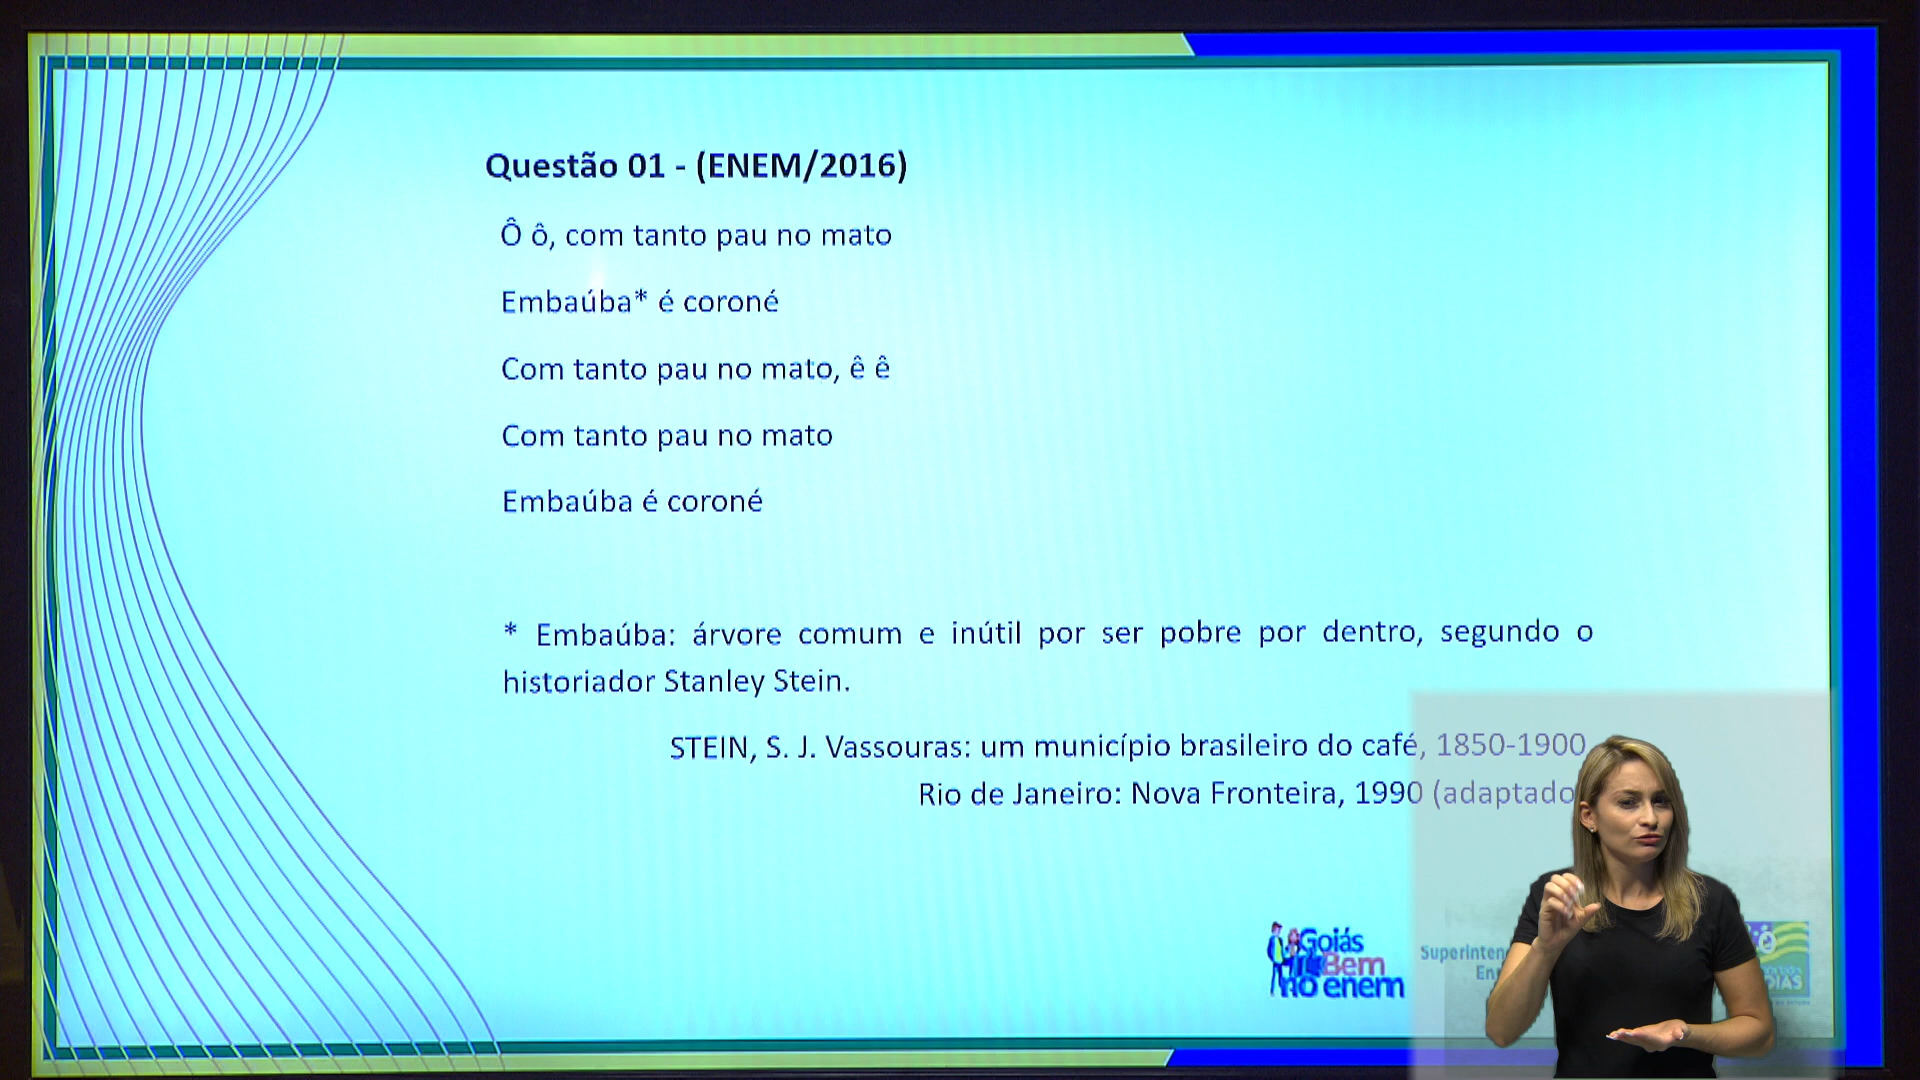 Questão 01 - (ENEM/2016)
Ô ô, com tanto pau no mato
Embaúba* é coroné
Com tanto pau no mato, ê ê
Com tanto pau no mato
Embaúba é coroné
* Embaúba: árvore comum e inútil por ser pobre por dentro, segundo o
historiador Stanley Stein.
STEIN, S. J. Vassouras: um município brasileiro do café, 1850-1900
Rio de Janeiro: Nova Fronteira, 1990 (adaptado
Goiás
Bem
no enem